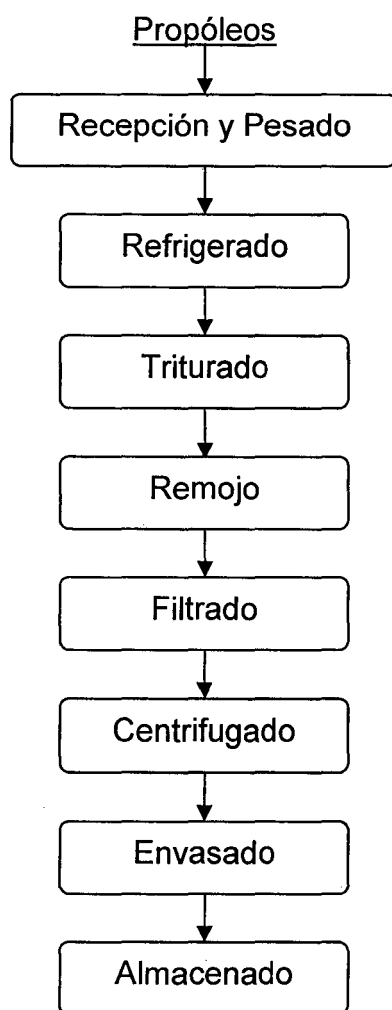 Propóleos
Recepción y Pesado
Refrigerado
Triturado
Remojo
Filtrado
Centrifugado
Envasado
Almacenado